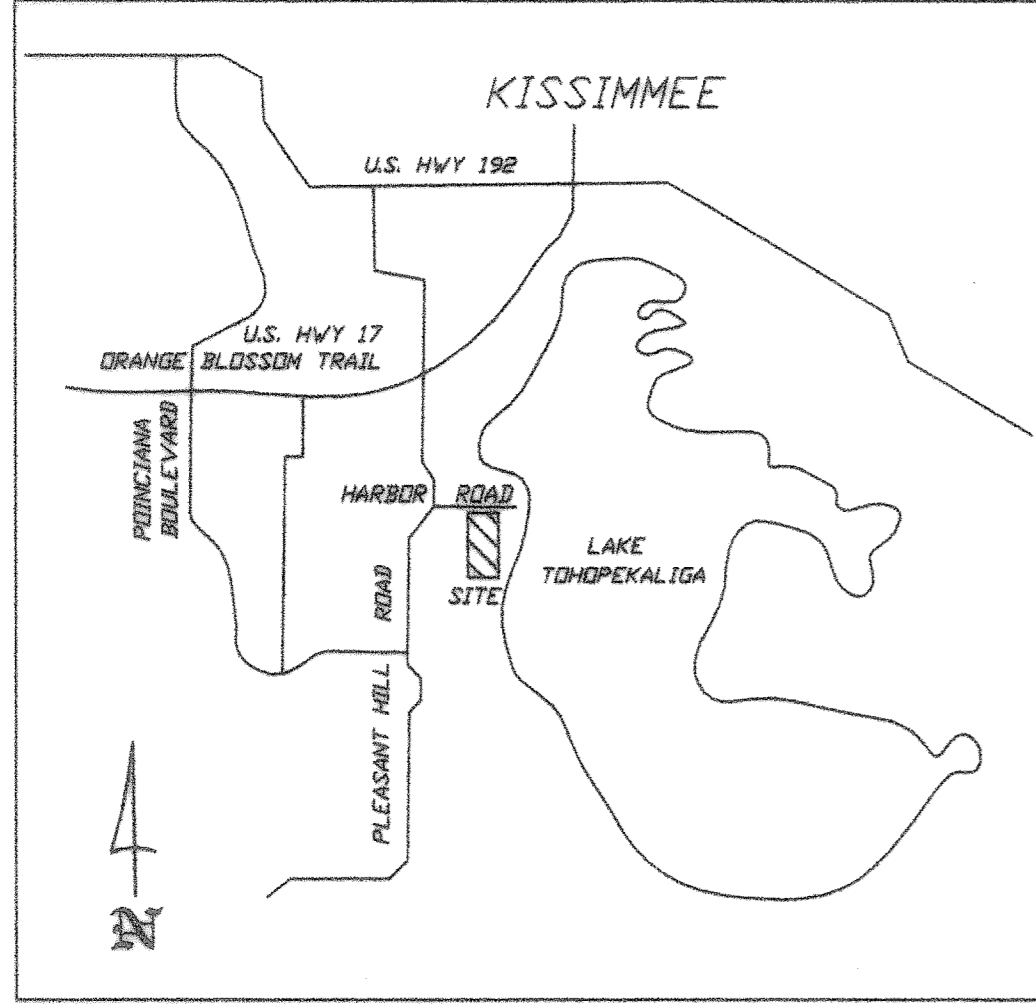 KISSIMMEE
U.S. HWY 192
U.S. HWY 17
ORANGE BLOSSOM TRAIL
POINCIANA
BOULEVARD
HARBOR ROAD
SITE
LAKE
TOHOPEKALIGA
PLEASANT HILL ROAD
N